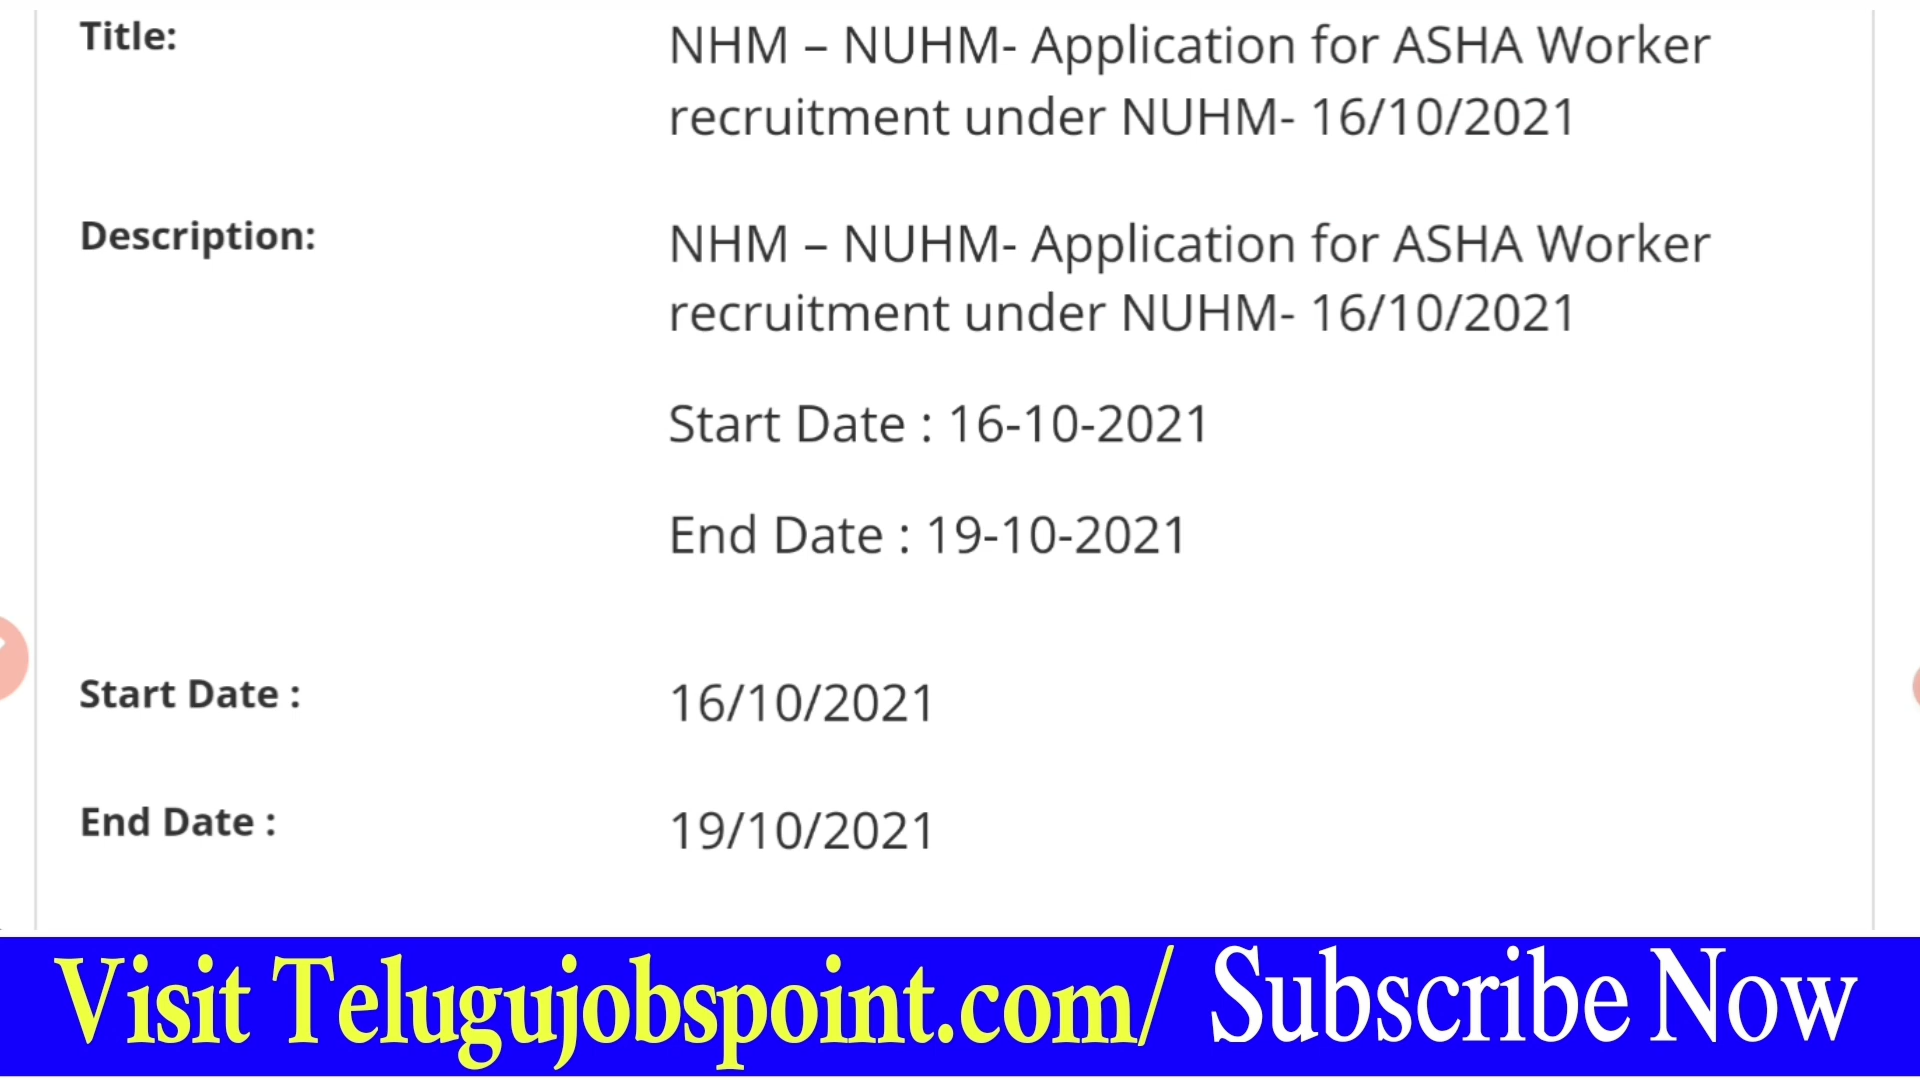 Title:
NHM – NUHM- Application for ASHA Worker
recruitment under NUHM- 16/10/2021
Description:
NHM – NUHM- Application for ASHA Worker
recruitment under NUHM- 16/10/2021
Start Date : 16-10-2021
End Date : 19-10-2021
Start Date :
16/10/2021
End Date :
19/10/2021
Visit Telugujobspoint.com/ Subscribe Now